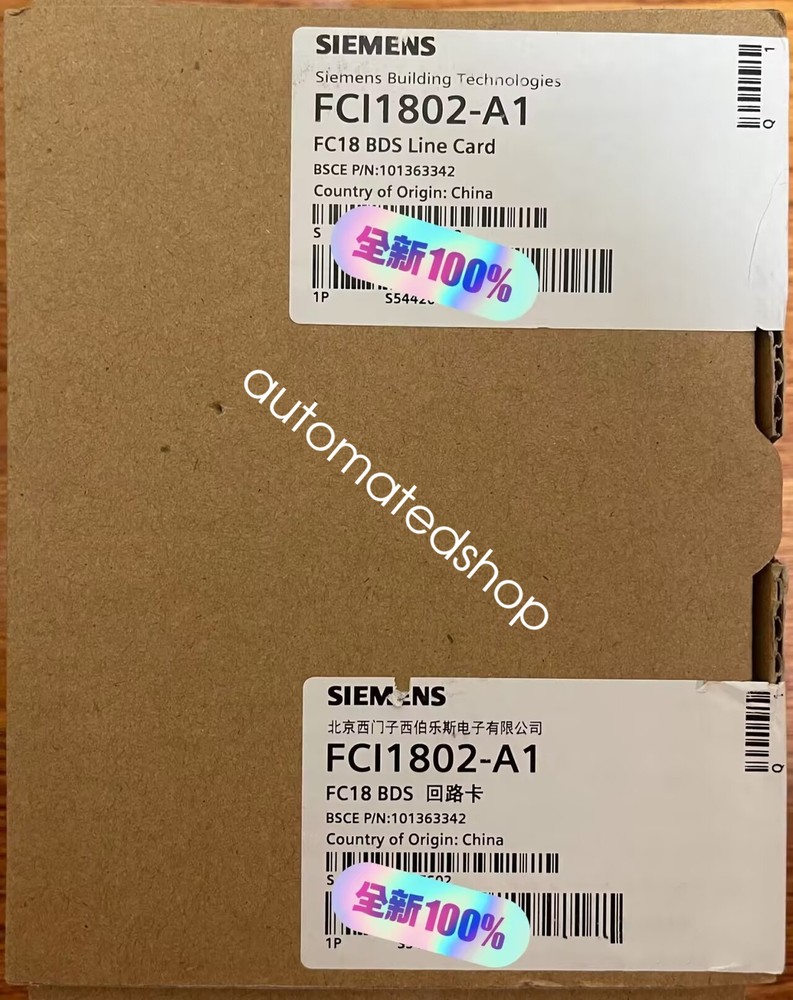 SIEMENS
Siemens Building Technologies
FCI1802-A1
FC18 BDS Line Card
BSCE P/N:101363342
Country of Origin: China
S
全新100%
1P
Q
1
automatedshop
SIEMENS
北京西门子西伯乐斯电子有限公司
FCI1802-A1
FC18 BDS 回路卡
BSCE P/N:101363342
Country of Origin: China
S
全新100%
1P
Q